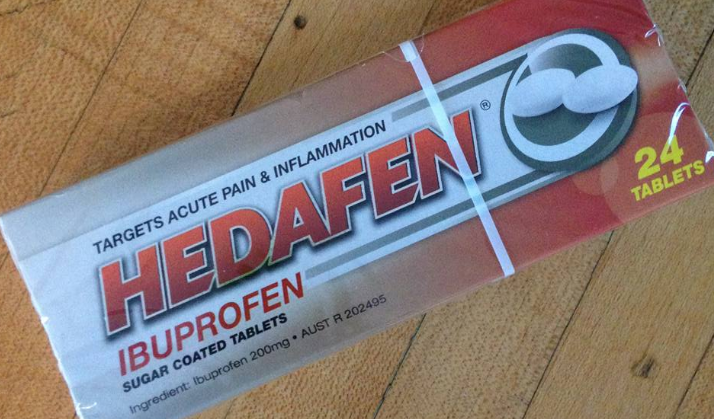 TARGETS ACUTE PAIN & INFLAMMATION
HEDAFEN®
IBUPROFEN
SUGAR COATED TABLETS
Ingredient: Ibuprofen 200mg • AUST R 202495
24
TABLETS